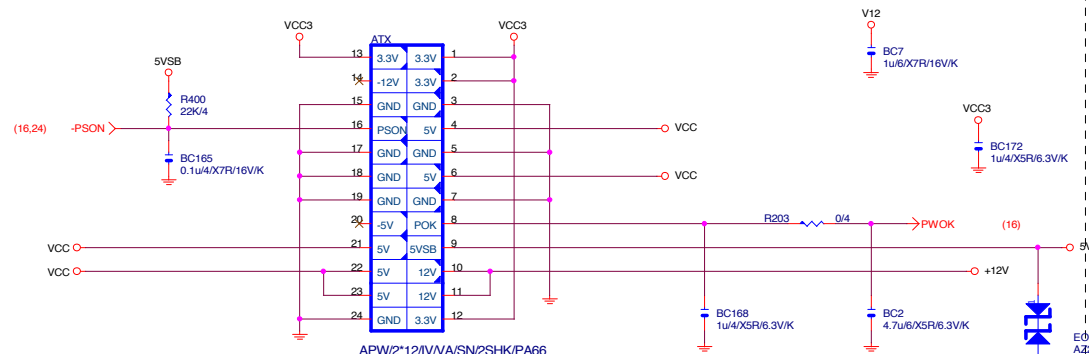 V12
VCC3
ATX
VCC3
BC7
1u/6/X7R/16V/K
13 3.3V 3.3V 1
5VSB
14 -12V 3.3V 2
R400
22K/4
15 GND GND 3
VCC3
(16,24) -PSON 16 PSON 5V 4 VCC
17 GND GND 5
BC165
0.1u/4/X7R/16V/K
BC172
1u/4/X5R/6.3V/K
18 GND 5V 6 VCC
19 GND GND 7
20 -5V POK 8 R203 0/4 PWOK (16)
VCC 21 5V 5VSB 9
VCC 22 5V 12V 10 +12V
23 5V 12V 11
24 GND 3.3V 12
BC168
1u/4/X5R/6.3V/K
BC2
4.7u/6/X5R/6.3V/K
APW/2*12/IV/VA/SN/2SHK/PA66